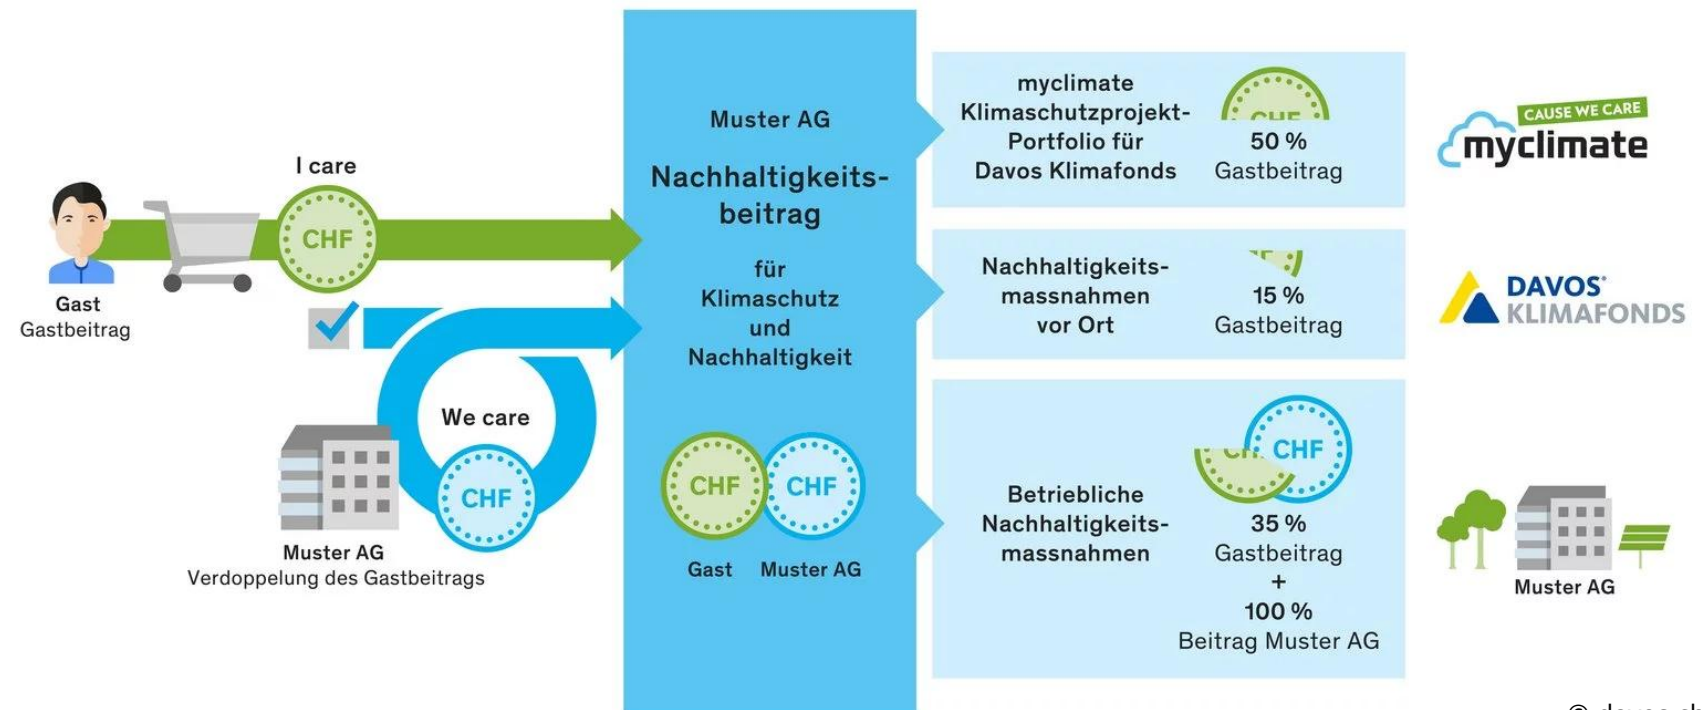 I care
CHF
Gast
Gastbeitrag
We care
CHF
Muster AG
Verdoppelung des Gastbeitrags
Muster AG
Nachhaltigkeits-
beitrag
für
Klimaschutz
und
Nachhaltigkeit
CHF
CHF
Gast
Muster AG
myclimate
Klimaschutzprojekt-
Portfolio für
Davos Klimafonds
CHF
50 %
Gastbeitrag
CAUSE WE CARE
myclimate
Nachhaltigkeits-
massnahmen
vor Ort
15 %
Gastbeitrag
DAVOS
KLIMAFONDS
Betriebliche
Nachhaltigkeits-
massnahmen
CHF
35 %
Gastbeitrag
+
100 %
Beitrag Muster AG
Muster AG